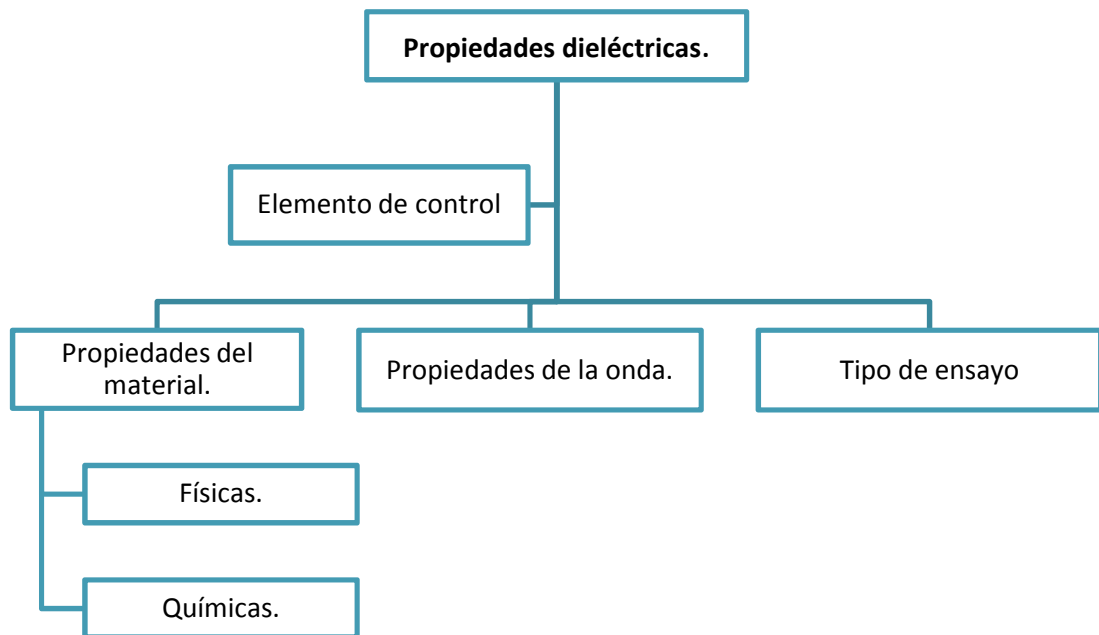 Propiedades dieléctricas.
Elemento de control
Propiedades del
material.
Propiedades de la onda.
Tipo de ensayo
Físicas.
Químicas.